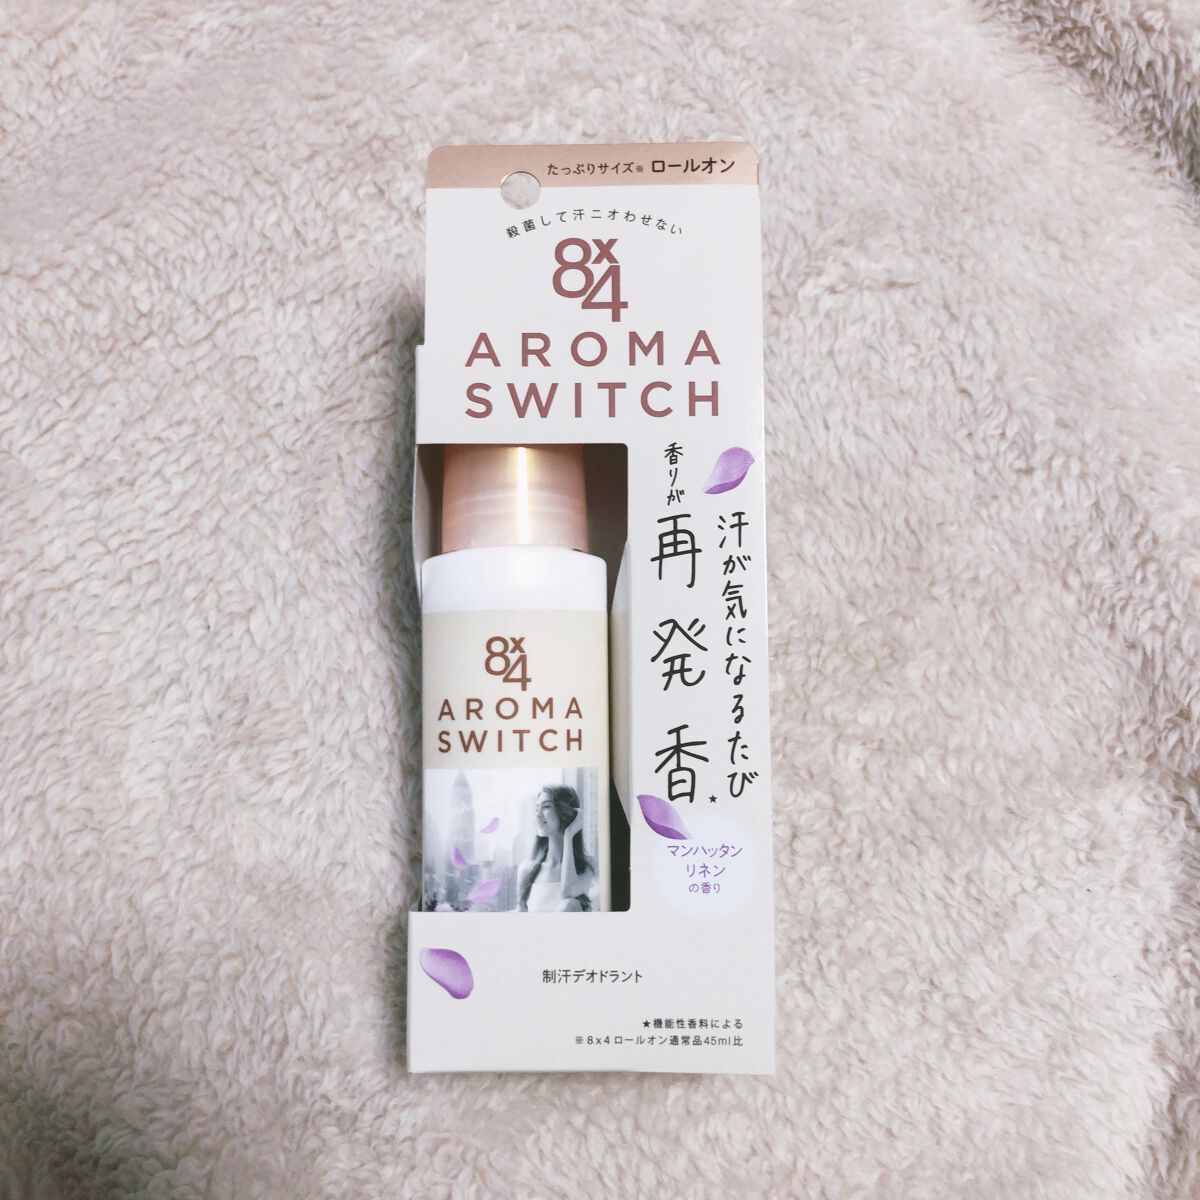 たっぷりサイズ※ ロールオン
殺菌して汗ニオわせない
8x4
AROMA
SWITCH
汗が気になるたび
香りが
再発香★
マンハッタン
リネン
の香り
8x4
AROMA
SWITCH
制汗デオドラント
★機能性香料による
※8x4ロールオン通常品45ml比